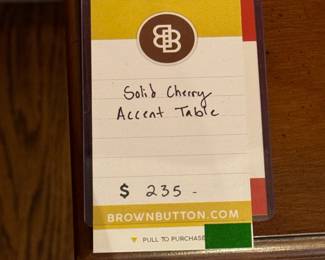 BB
Solid Cherry
Accent Table
$ 235 -
BROWNBUTTON.COM
▼ PULL TO PURCHASE